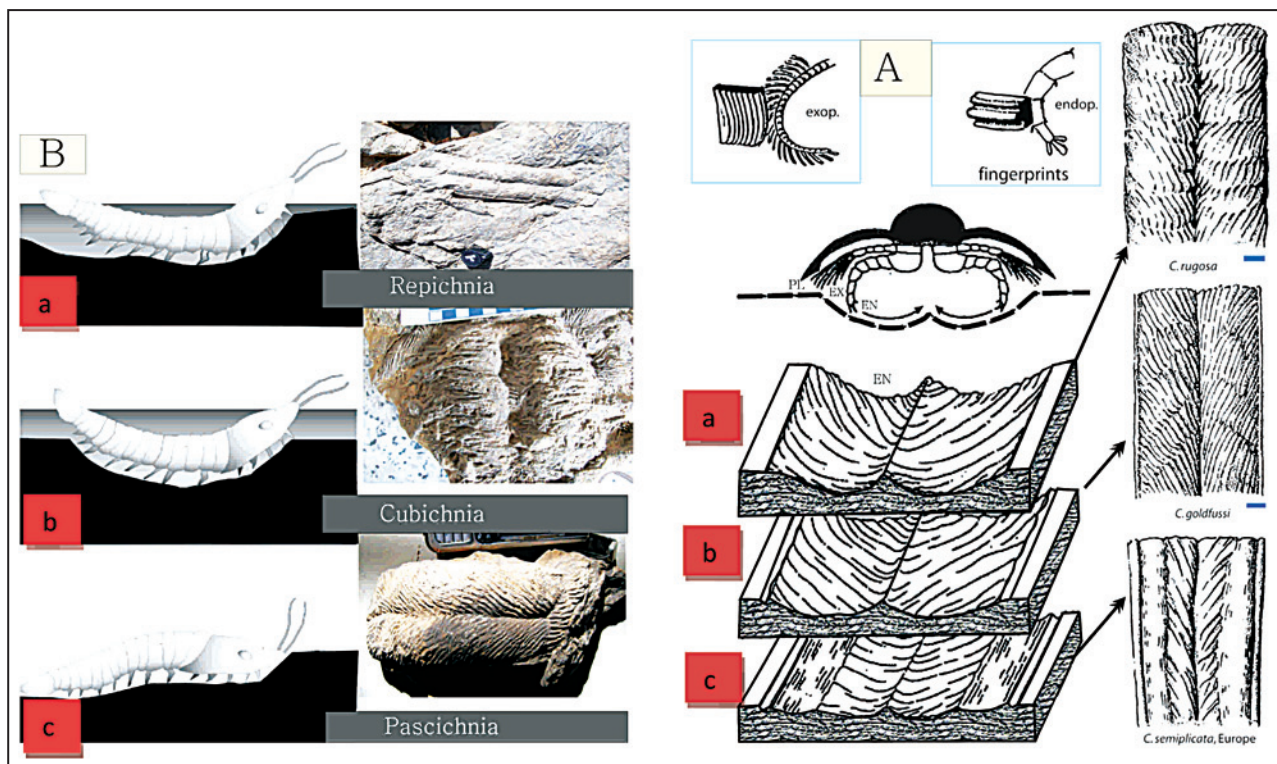 B
a
Repichnia
b
Cubichnia
c
Pascichnia
A
exop.
endop.
fingerprints
PL
EX
EN
C. rugosa
EN
a
C. goldfussi
b
c
C. semiplicata, Europe